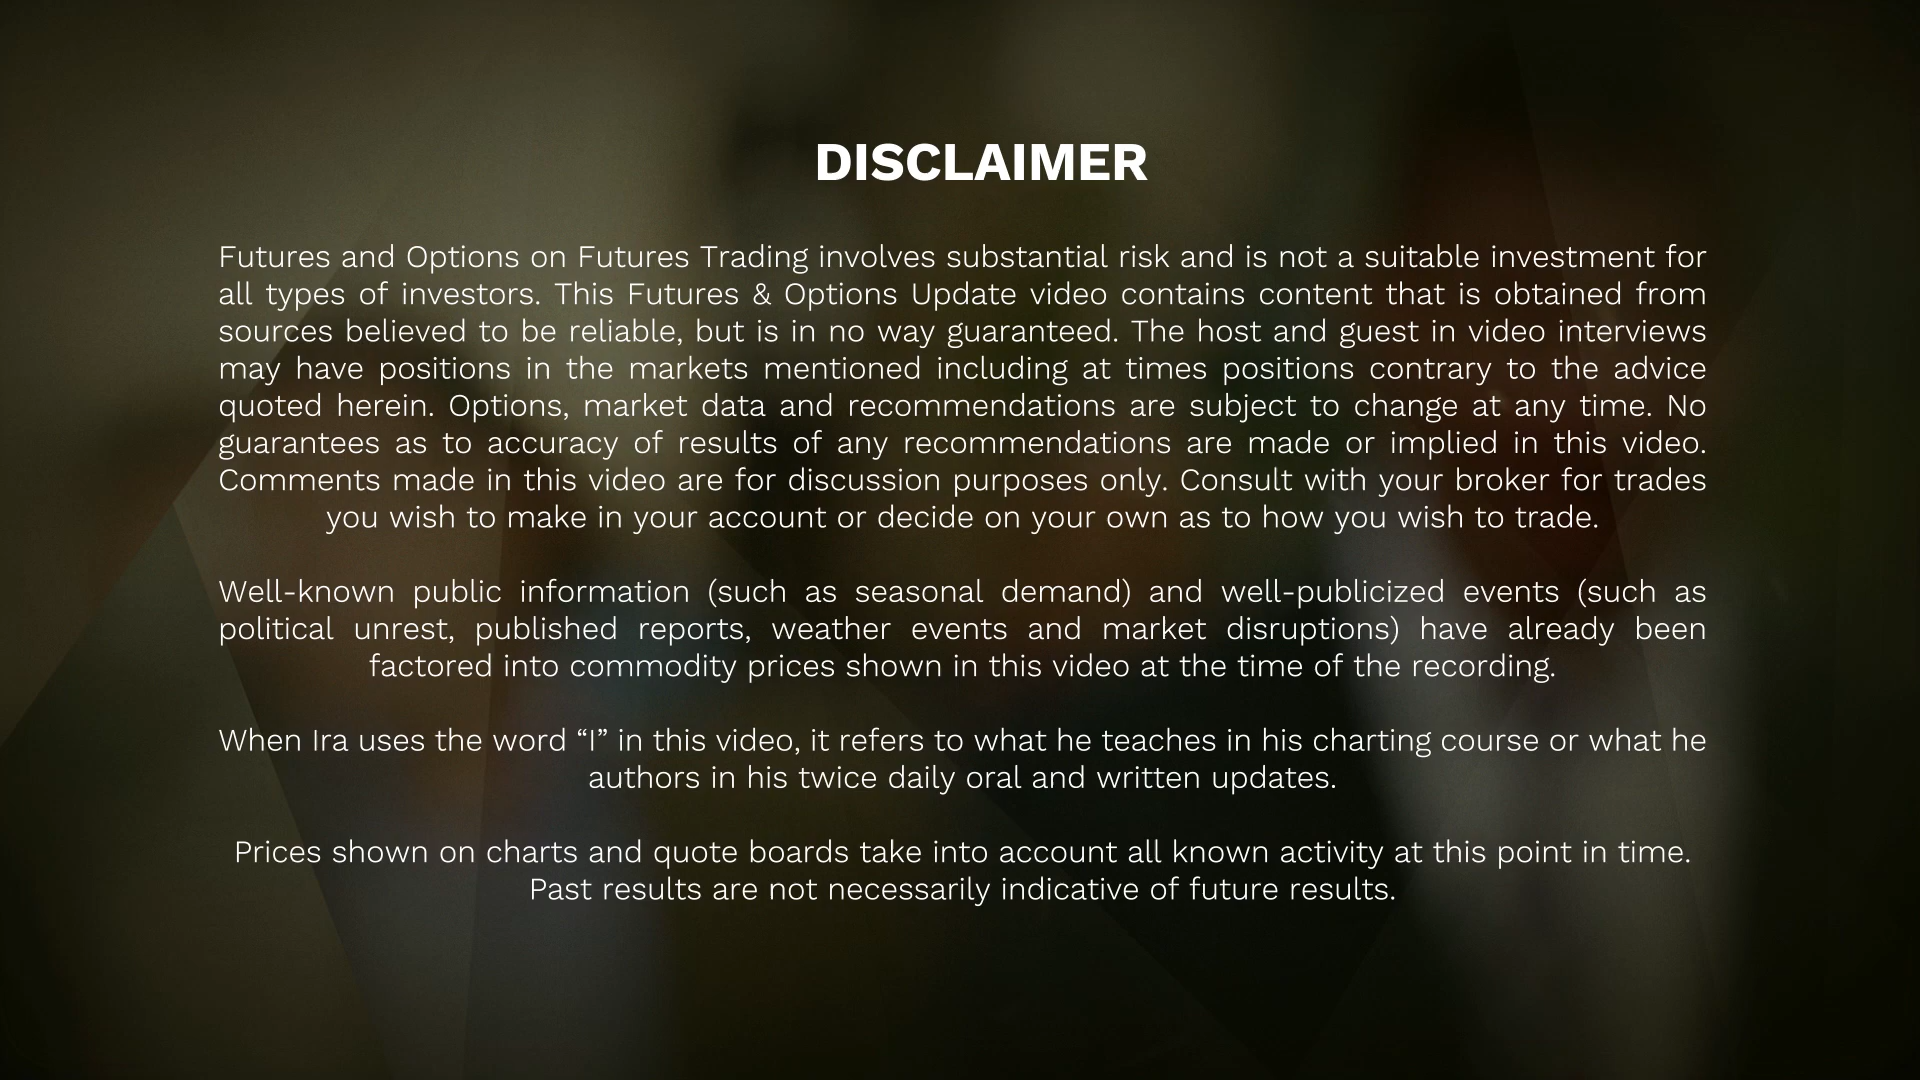 DISCLAIMER
Futures and Options on Futures Trading involves substantial risk and is not a suitable investment for
all types of investors. This Futures & Options Update video contains content that is obtained from
sources believed to be reliable, but is in no way guaranteed. The host and guest in video interviews
may have positions in the markets mentioned including at times positions contrary to the advice
quoted herein. Options, market data and recommendations are subject to change at any time. No
guarantees as to accuracy of results of any recommendations are made or implied in this video.
Comments made in this video are for discussion purposes only. Consult with your broker for trades
you wish to make in your account or decide on your own as to how you wish to trade.
Well-known public information (such as seasonal demand) and well-publicized events (such as
political unrest, published reports, weather events and market disruptions) have already been
factored into commodity prices shown in this video at the time of the recording.
When Ira uses the word “I” in this video, it refers to what he teaches in his charting course or what he
authors in his twice daily oral and written updates.
Prices shown on charts and quote boards take into account all known activity at this point in time.
Past results are not necessarily indicative of future results.